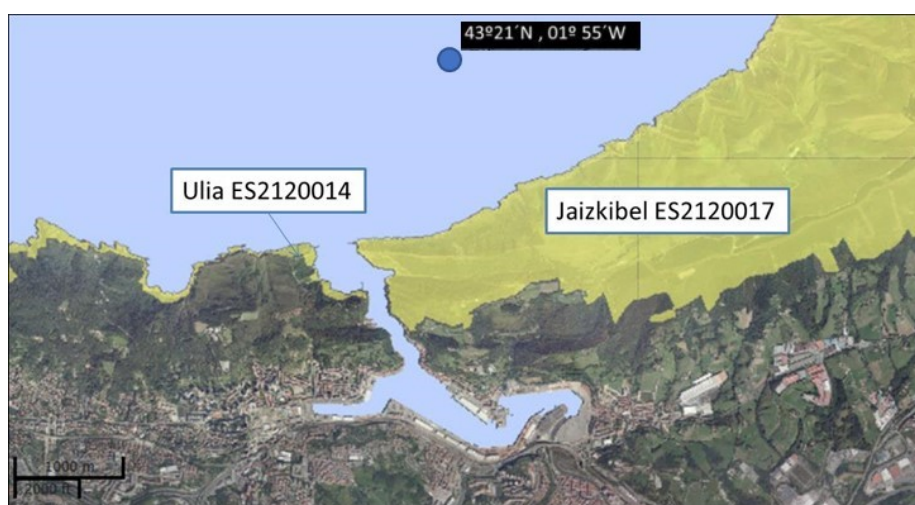 43º21´N , 01º 55´W
Ulia ES2120014
Jaizkibel ES2120017
1000 m.
2000 ft